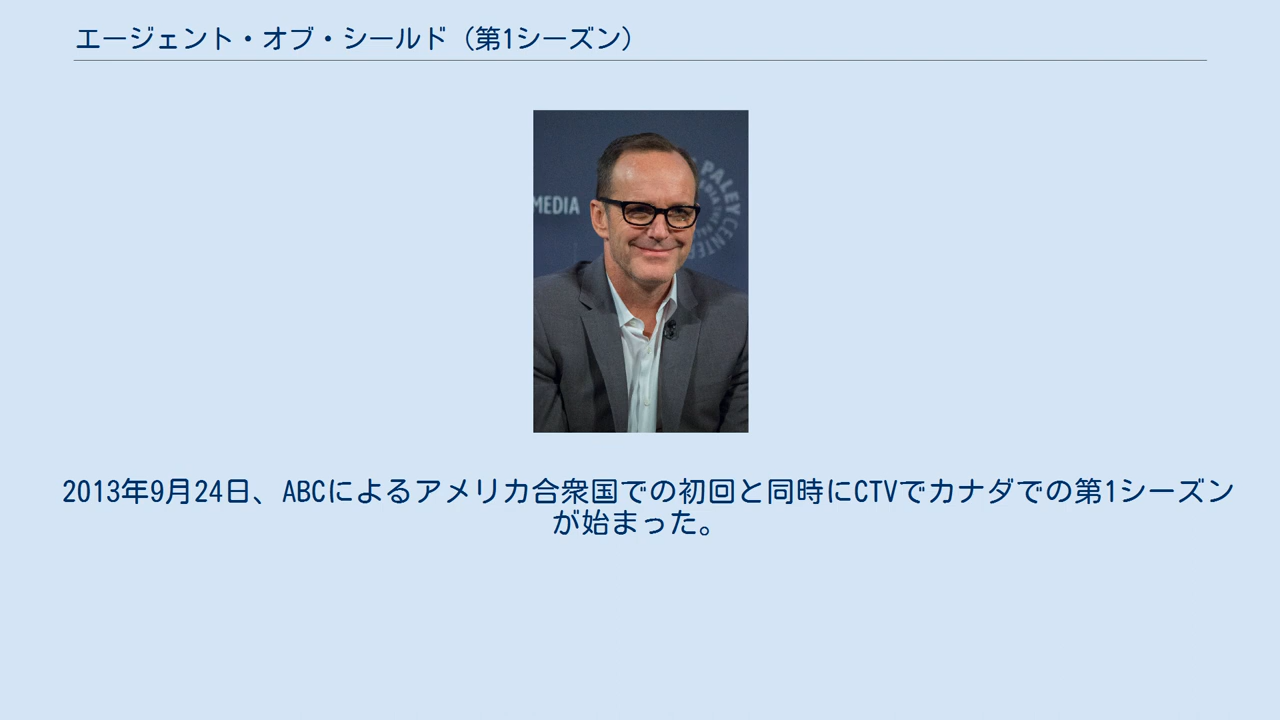 エージェント・オブ・シールド（第1シーズン）
MEDIA
PALEY CENTER
2013年9月24日、ABCによるアメリカ合衆国での初回と同時にCTVでカナダでの第1シーズン
が始まった。